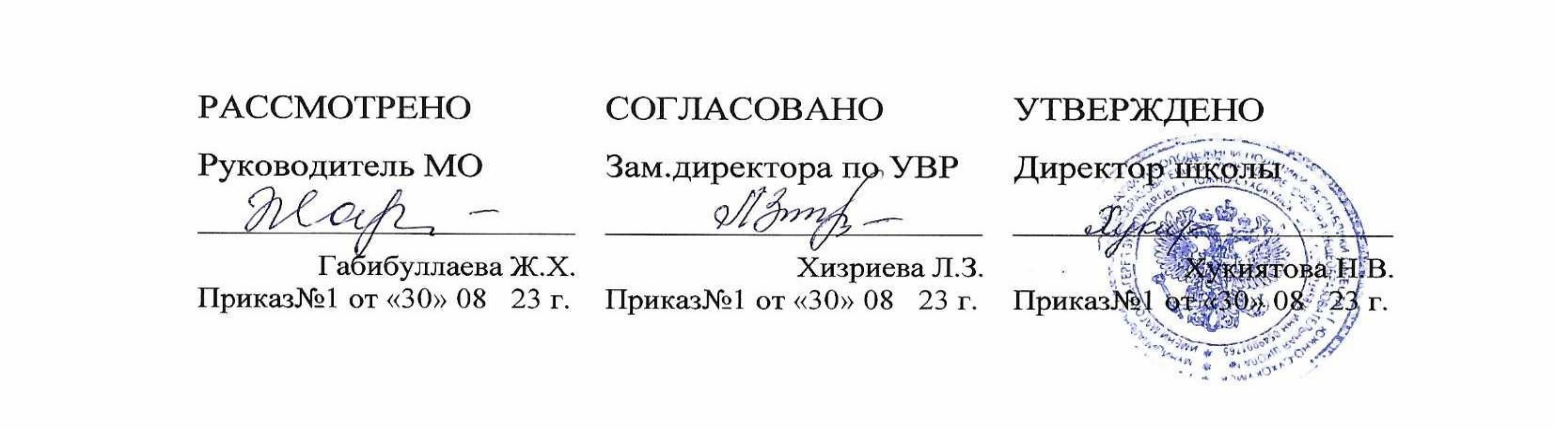 РАССМОТРЕНО
Руководитель МО
Габибуллаева Ж.Х.
Приказ№1 от «30» 08 23 г.
СОГЛАСОВАНО
Зам.директора по УВР
Хизриева Л.З.
Приказ№1 от «30» 08 23 г.
УТВЕРЖДЕНО
Директор школы
Хукиятова Н.В.
Приказ№1 от «30» 08 23 г.